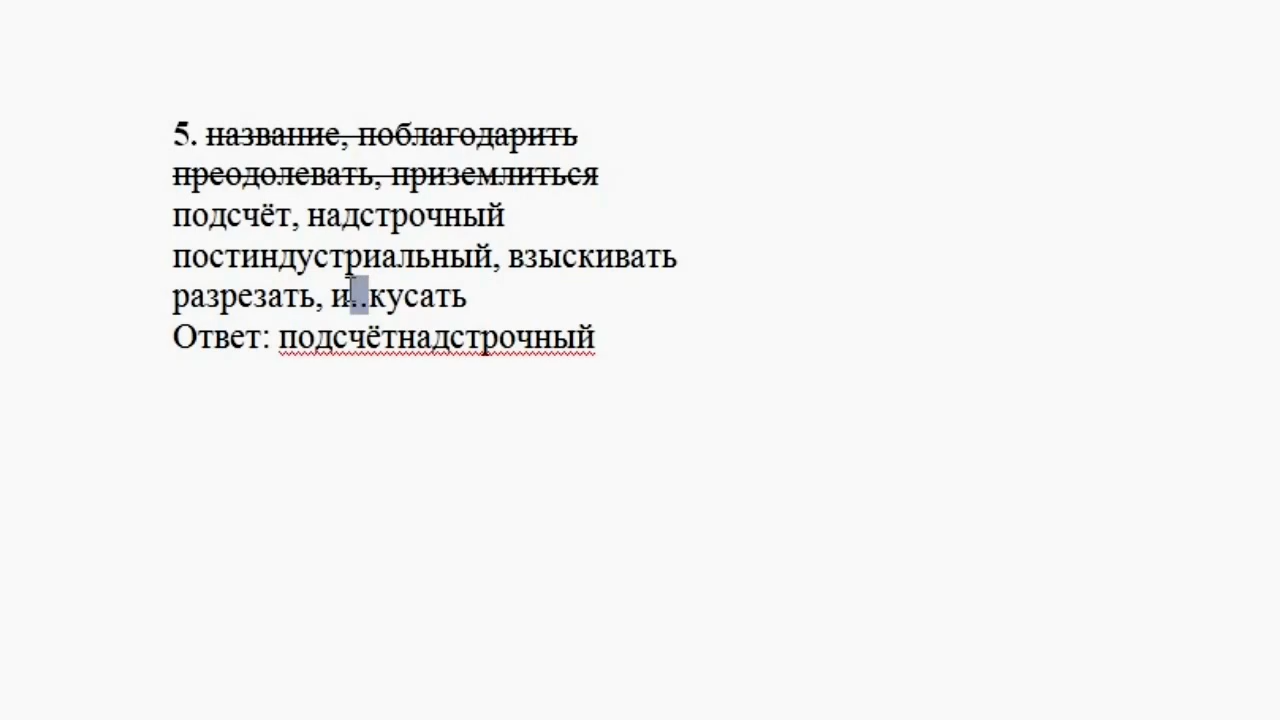 5. название, поблагодарить
преодолевать, приземлиться
подсчёт, надстрочный
постиндустриальный, взыскивать
разрезать, и..кусать
Ответ: подсчётнадстрочный